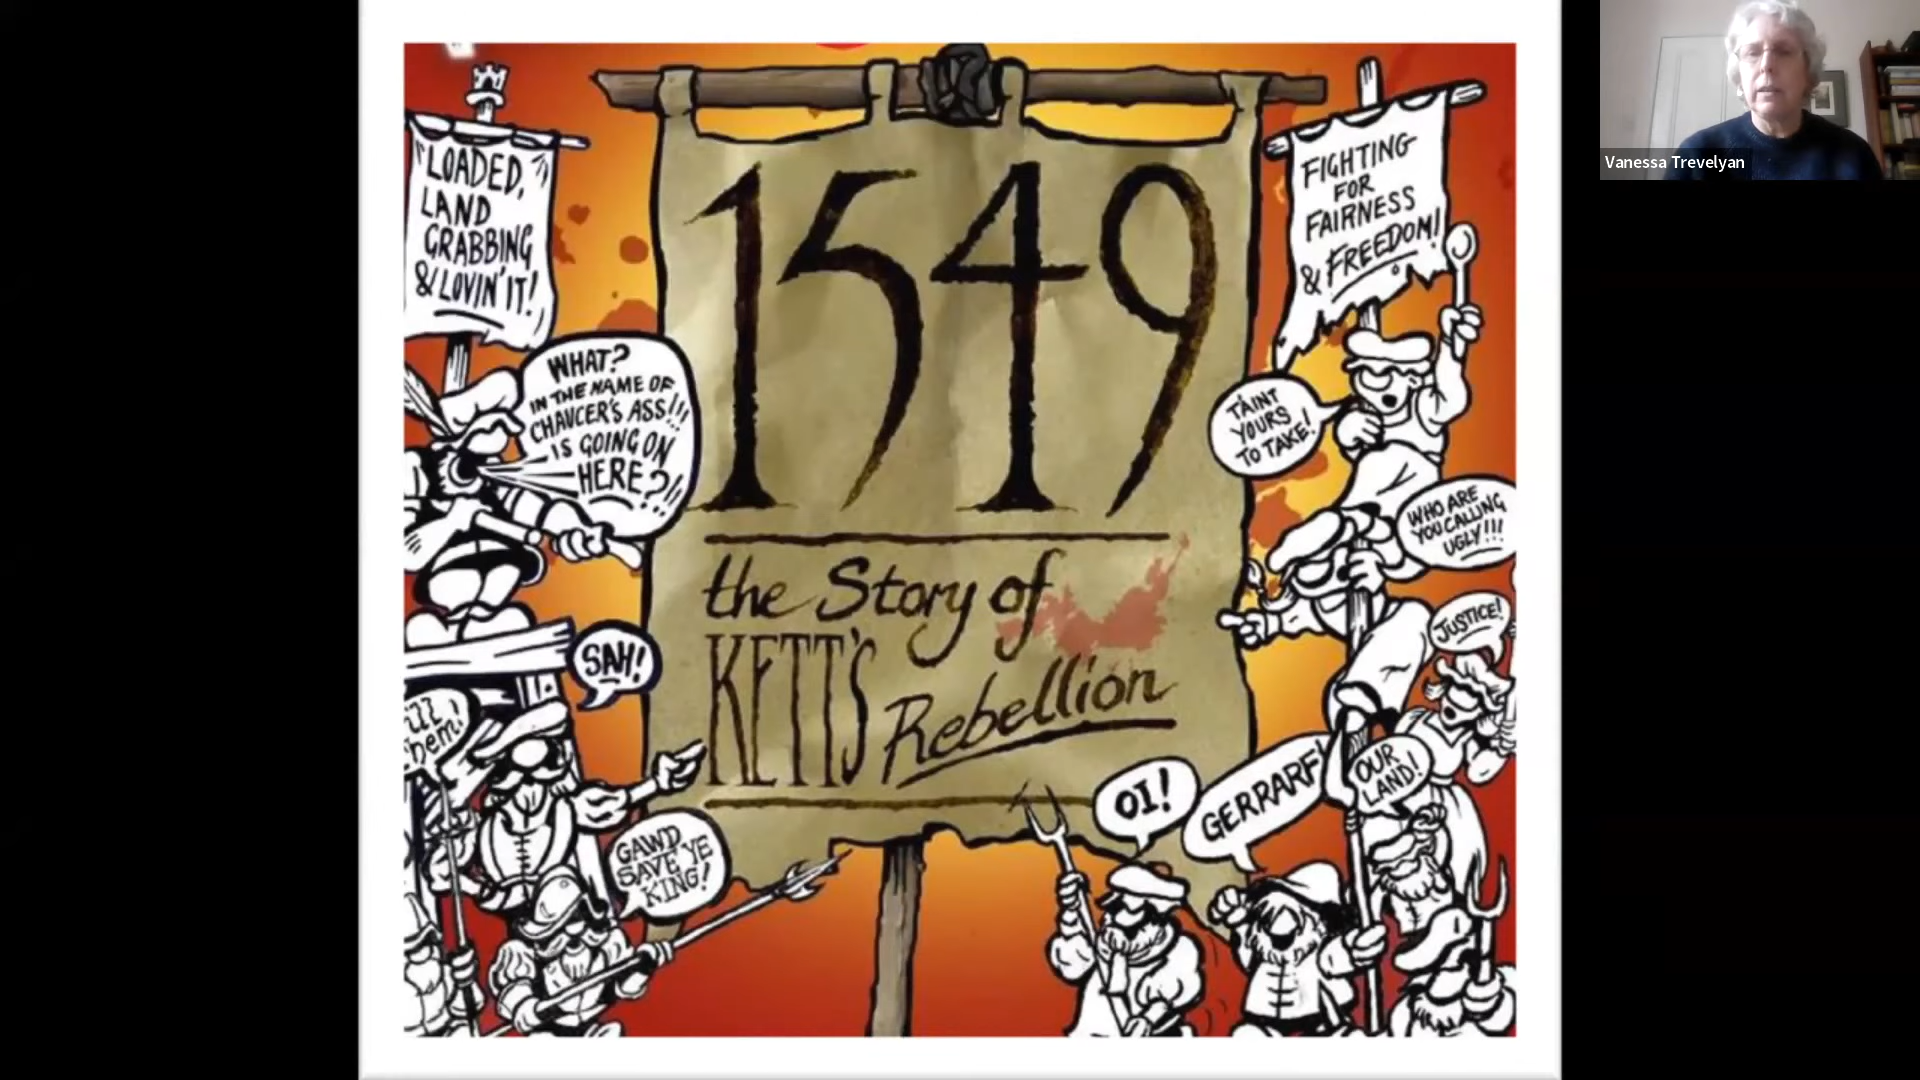 Vanessa Trevelyan
"LOADED,
LAND
GRABBING
& LOVIN' IT!
1549
the Story of
KETT'S
Rebellion
FIGHTING
FOR
FAIRNESS
& FREEDOM!
WHAT?
IN THE NAME OF
CHAUCER'S ASS!!!
IS GOING ON
HERE?!!
T'AINT
YOURS
TO TAKE!
WHO ARE
YOU CALLING
UGLY!!!
JUSTICE!
SAH!
hem!
GAWD
SAVE YE
KING!
OI!
GERRARF!
OUR
LAND!